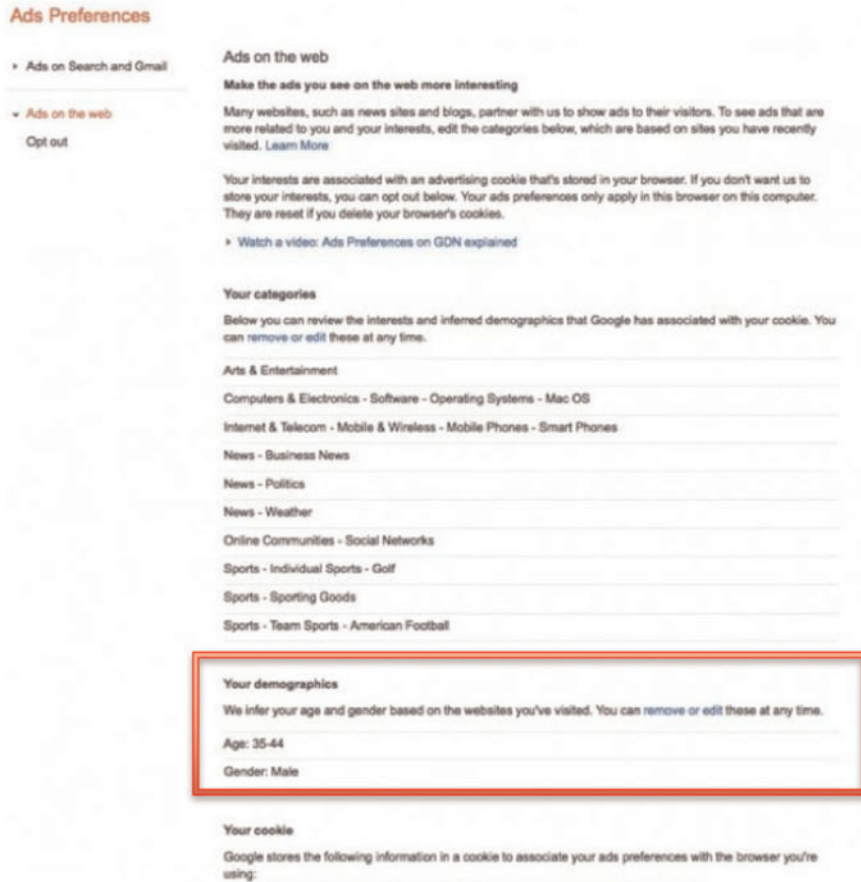 Ads Preferences
Ads on Search and Gmail
Ads on the web
Opt out
Ads on the web
Make the ads you see on the web more interesting
Many websites, such as news sites and blogs, partner with us to show ads to their visitors. To see ads that are
more related to you and your interests, edit the categories below, which are based on sites you have recently
visited. Learn More
Your interests are associated with an advertising cookie that's stored in your browser. If you don't want us to
store your interests, you can opt out below. Your ads preferences only apply in this browser on this computer.
They are reset if you delete your browser's cookies.
Watch a video: Ads Preferences on GDN explained
Your categories
Below you can review the interests and inferred demographics that Google has associated with your cookie. You
can remove or edit these at any time.
Arts & Entertainment
Computers & Electronics - Software - Operating Systems - Mac OS
Internet & Telecom - Mobile & Wireless - Mobile Phones - Smart Phones
News - Business News
News - Politics
News - Weather
Online Communities - Social Networks
Sports - Individual Sports - Golf
Sports - Sporting Goods
Sports - Team Sports - American Football
Your demographics
We infer your age and gender based on the websites you've visited. You can remove or edit these at any time.
Age: 35-44
Gender: Male
Your cookie
Google stores the following information in a cookie to associate your ads preferences with the browser you're
using: